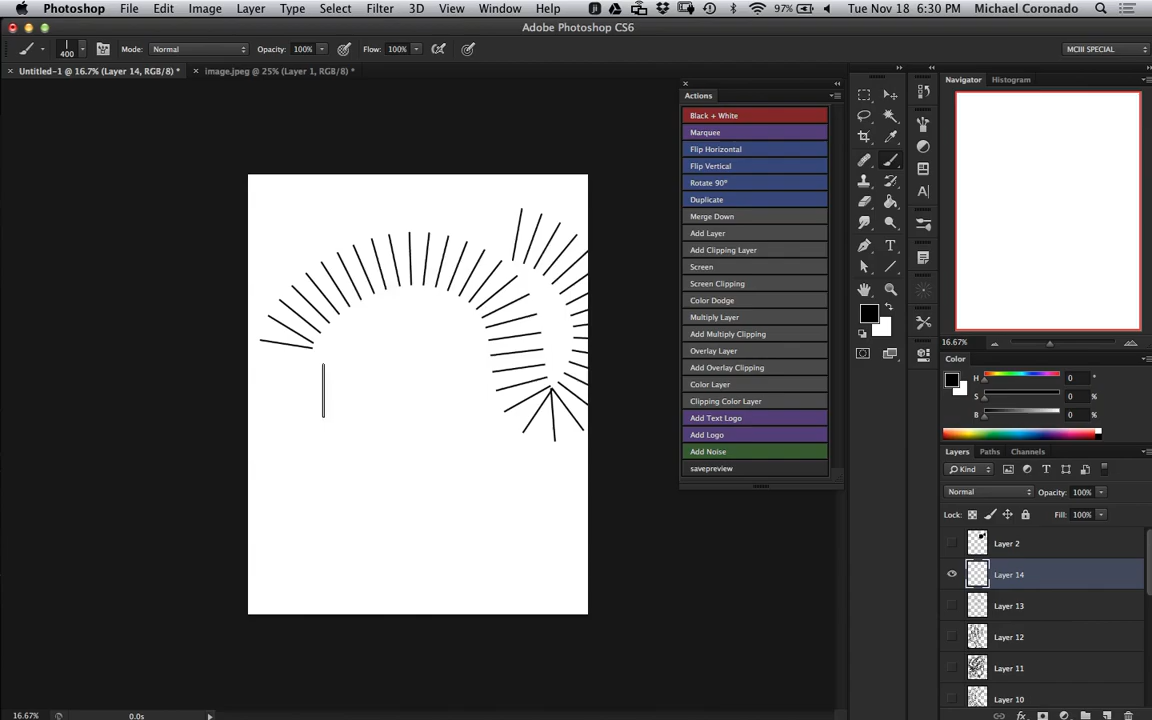 Photoshop File Edit Image Layer Type Select Filter 3D View Window Help 97% Tue Nov 18 6:30 PM Michael Coronado
Adobe Photoshop CS6
400 Mode: Normal Opacity: 100% Flow: 100% MCIII SPECIAL
× Untitled-1 @ 16.7% (Layer 14, RGB/8) * × image.jpeg @ 25% (Layer 1, RGB/8) *
Navigator Histogram
Actions
Black + White
Marquee
Flip Horizontal
Flip Vertical
Rotate 90º
Duplicate
Merge Down
Add Layer
Add Clipping Layer
Screen
Screen Clipping
Color Dodge
Multiply Layer
Add Multiply Clipping
Overlay Layer
Add Overlay Clipping
Color Layer
Clipping Color Layer
Add Text Logo
Add Logo
Add Noise
savepreview
16.67%
Color
H 0 °
S 0 %
B 0 %
Layers Paths Channels
Kind
Normal Opacity: 100%
Lock: Fill: 100%
Layer 2
Layer 14
Layer 13
Layer 12
Layer 11
Layer 10
16.67% 0.0s